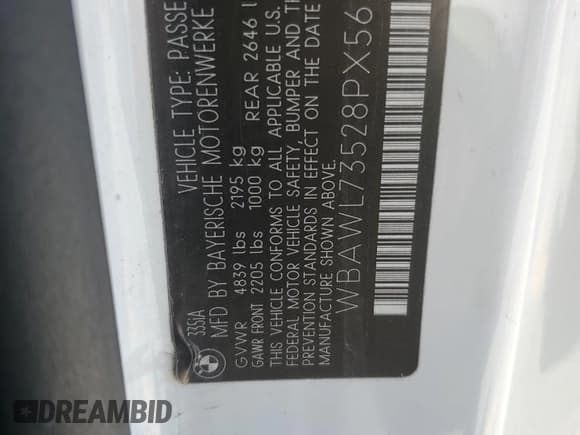 335iA
VEHICLE TYPE: PASSE
MFD BY BAYERISCHE MOTORENWERKE
GVWR 4839 lbs 2195 kg
GAWR FRONT 2205 lbs 1000 kg REAR 2646 l
THIS VEHICLE CONFORMS TO ALL APPLICABLE U.S.
FEDERAL MOTOR VEHICLE SAFETY, BUMPER AND TH
PREVENTION STANDARDS IN EFFECT ON THE DATE
MANUFACTURE SHOWN ABOVE.
WBAWL73528PX56
DREAMBID